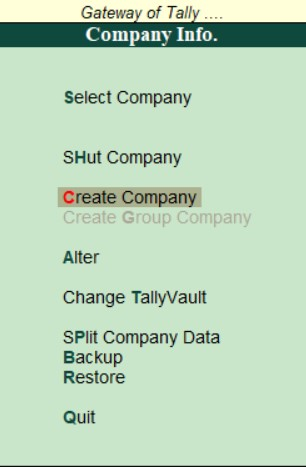 Gateway of Tally ....
Company Info.
Select Company
SHut Company
Create Company
Create Group Company
Alter
Change TallyVault
SPlit Company Data
Backup
Restore
Quit